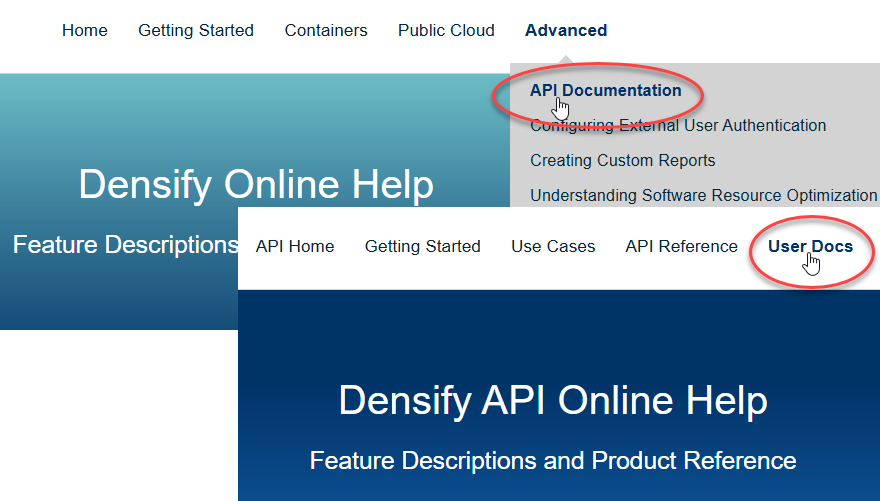 Home Getting Started Containers Public Cloud Advanced
API Documentation
Configuring External User Authentication
Creating Custom Reports
Understanding Software Resource Optimization
Densify Online Help
Feature Descriptions
API Home Getting Started Use Cases API Reference User Docs
Densify API Online Help
Feature Descriptions and Product Reference